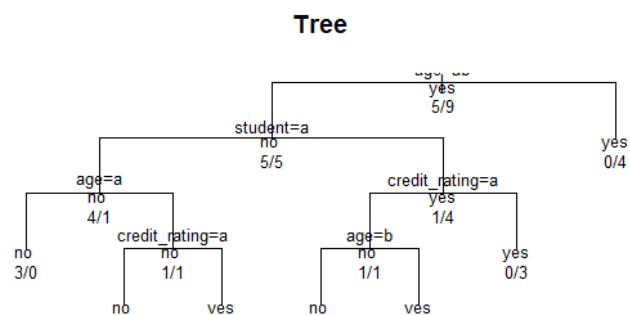 Tree
yes
5/9
student=a
no
5/5
yes
0/4
age=a
no
4/1
credit_rating=a
yes
1/4
no
3/0
credit_rating=a
no
1/1
age=b
no
1/1
yes
0/3
no
yes
no
yes